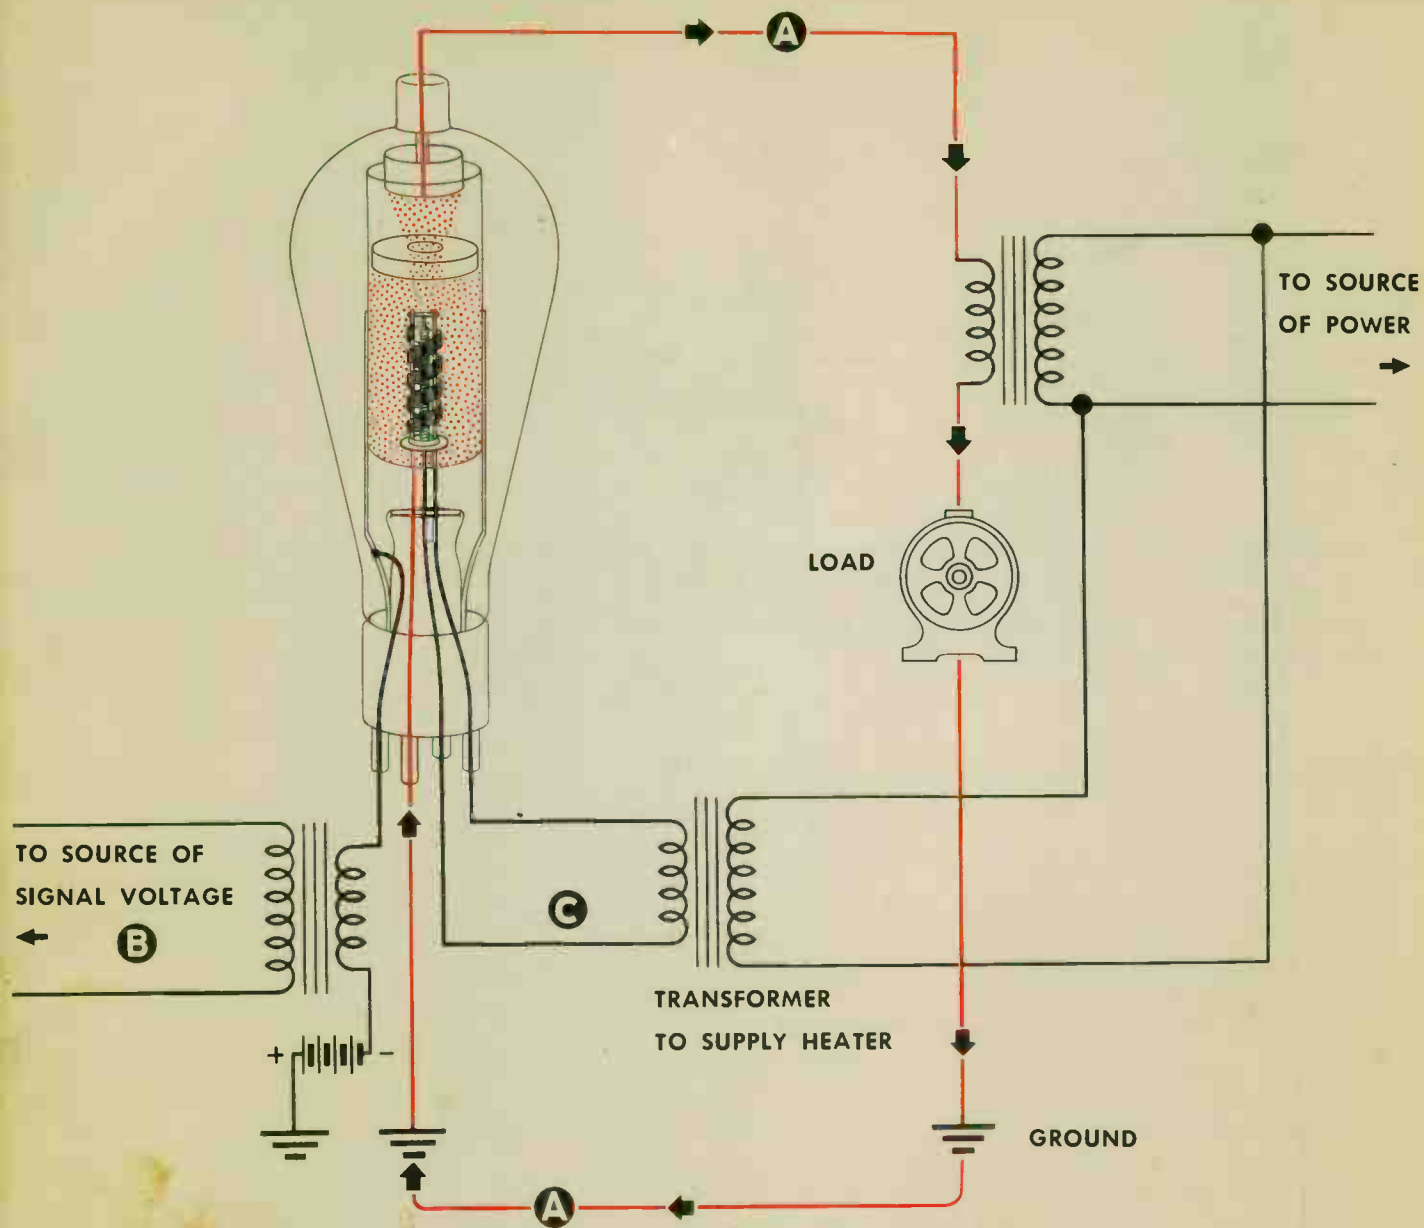 A
TO SOURCE
OF POWER
LOAD
TO SOURCE OF
SIGNAL VOLTAGE
B
C
TRANSFORMER
TO SUPPLY HEATER
+ -
GROUND
A